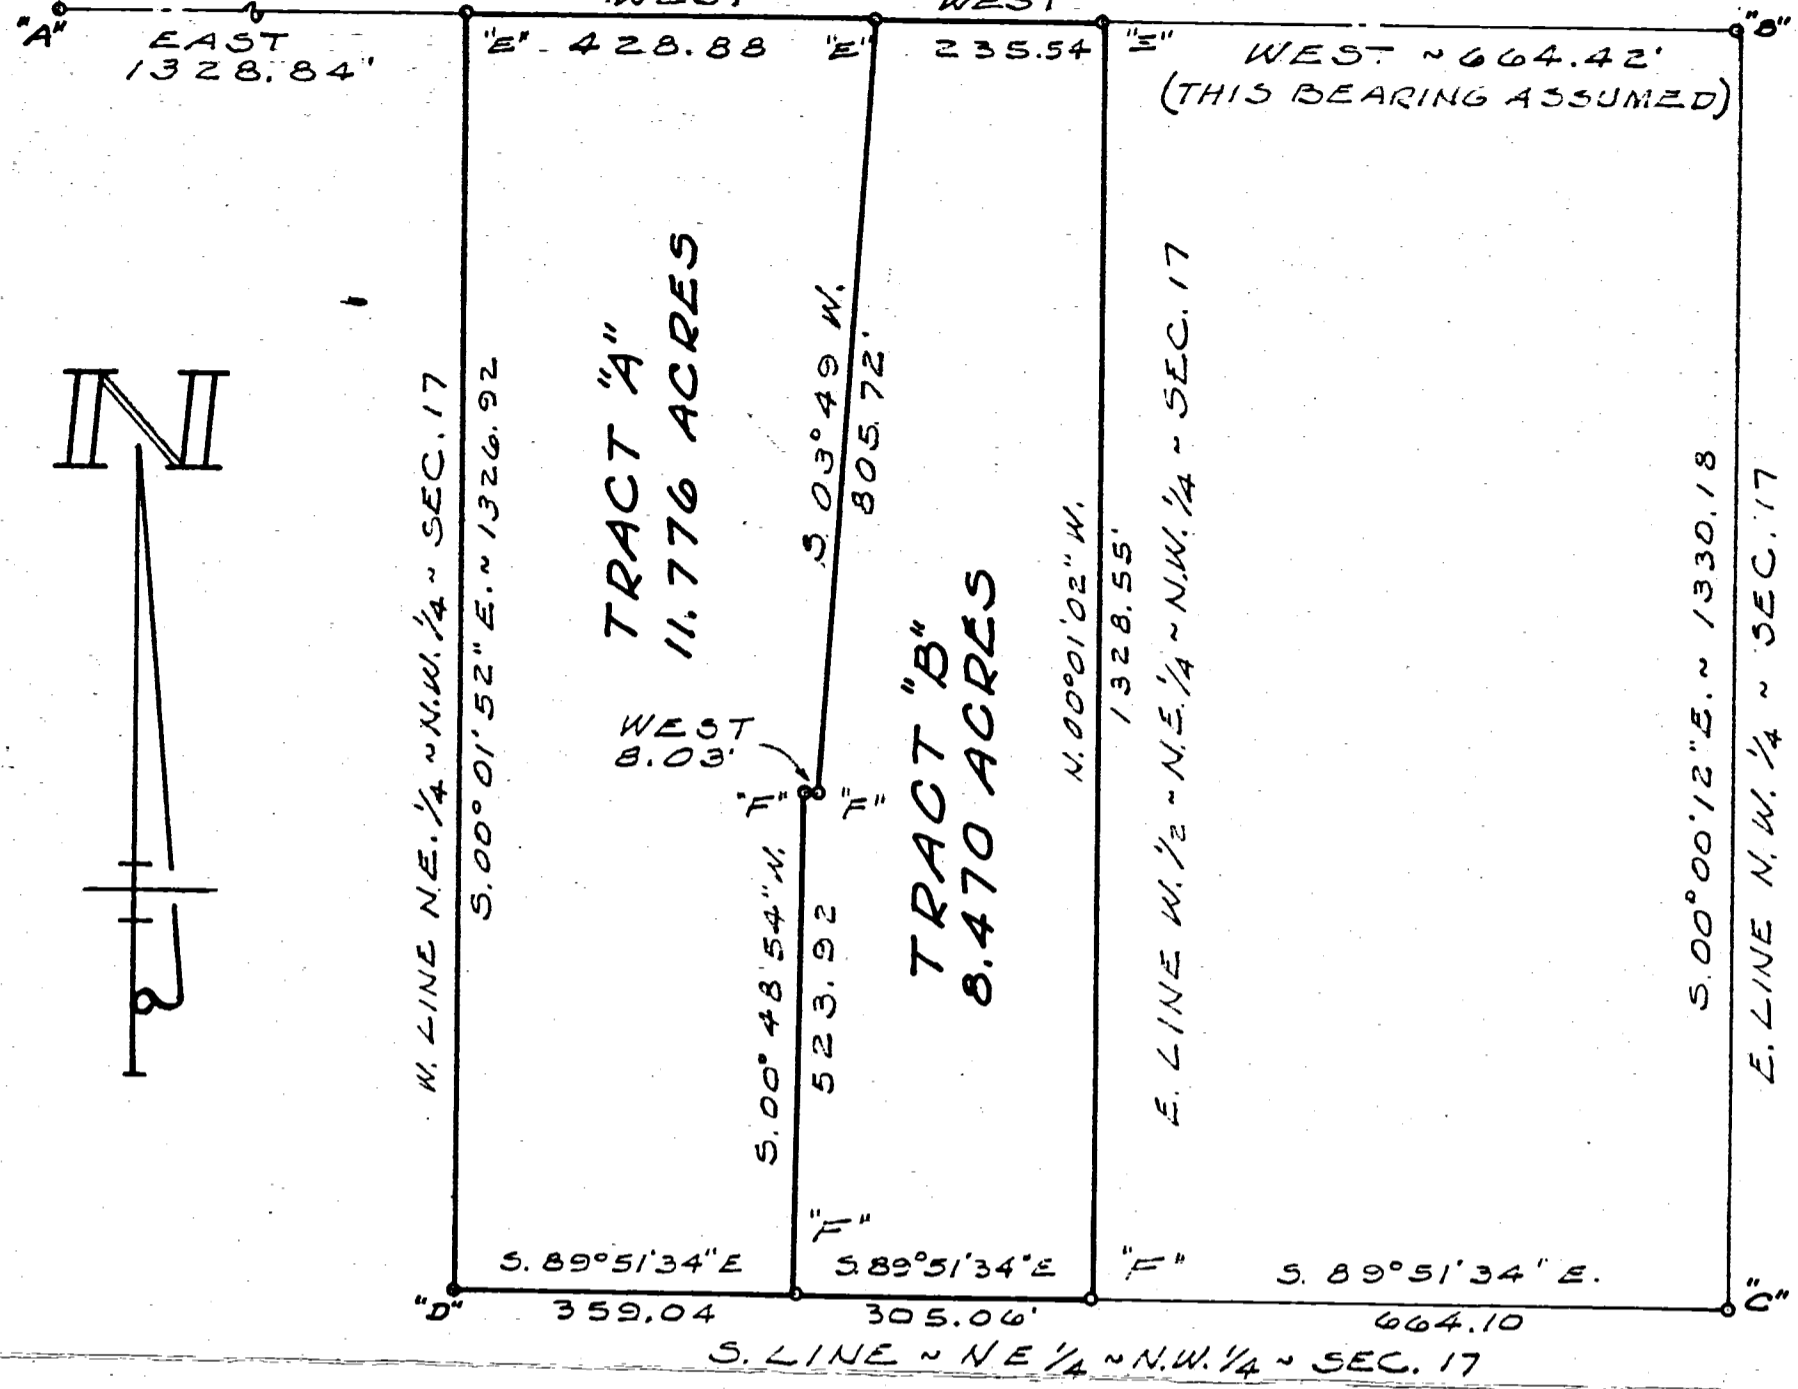 WEST WEST
"A" "B"
EAST
1328.84'
"E" 428.88 "E" 235.54 "E"
WEST ~ 664.42'
(THIS BEARING ASSUMED)
N
W. LINE N.E. 1/4 ~ N.W. 1/4 ~ SEC. 17
S. 00° 01' 52" E. ~ 1326.92
TRACT "A"
11.776 ACRES
S. 03° 49 W.
805.72'
WEST
8.03'
"F" "F"
S. 00° 48' 54" W.
523.92
TRACT "B"
8.470 ACRES
N. 00° 01' 02" W.
1328.55'
E. LINE W. 1/2 ~ N.E. 1/4 ~ N.W. 1/4 ~ SEC. 17
S. 00° 00' 12" E. ~ 1330.18
E. LINE N.W. 1/4 ~ SEC. 17
"F" "F"
S. 89° 51' 34" E S. 89° 51' 34" E S. 89° 51' 34" E.
"D" 359.04 305.06' 664.10 "C"
S. LINE ~ NE 1/4 ~ N.W. 1/4 ~ SEC. 17